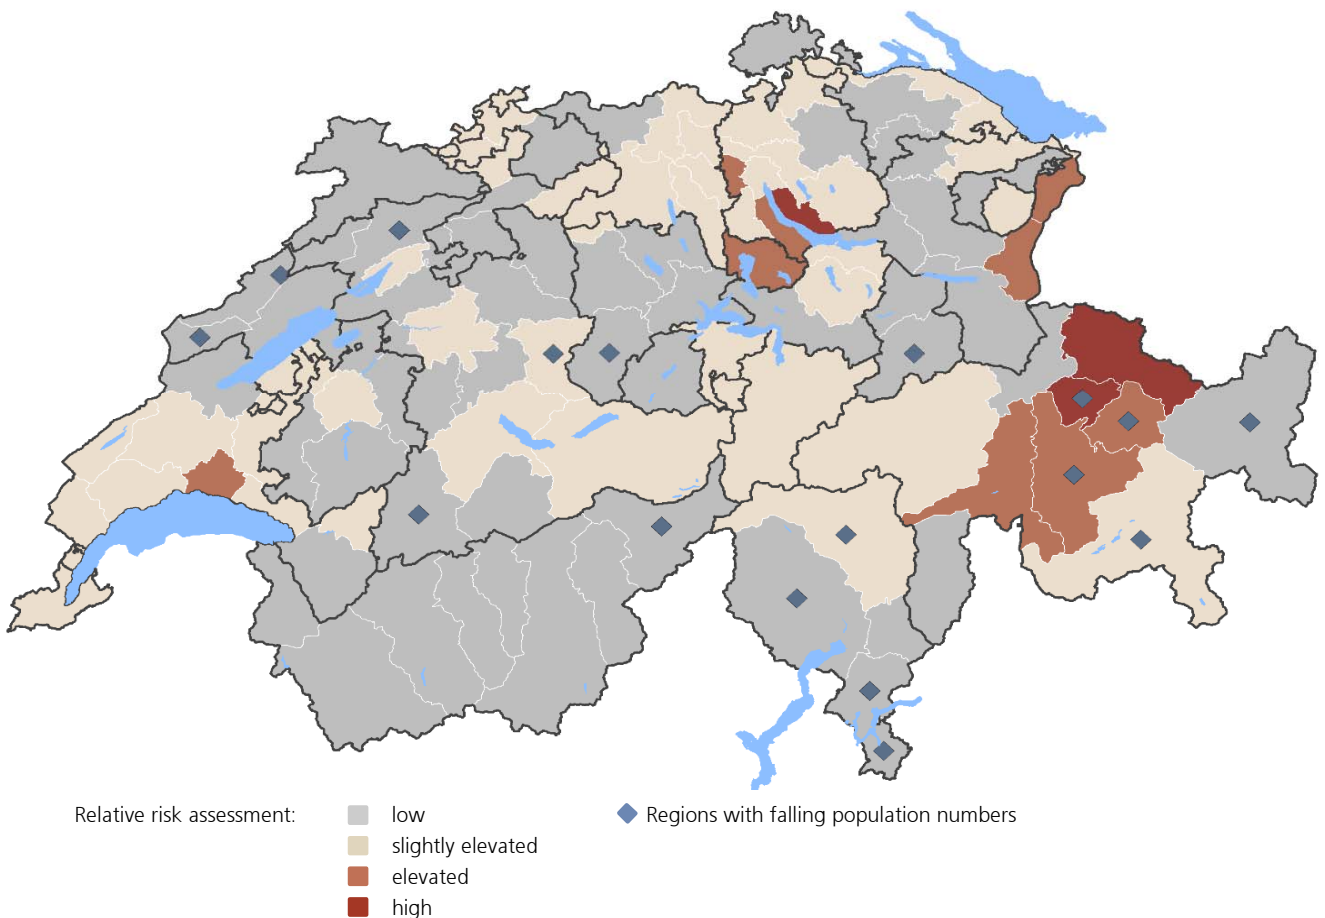 Relative risk assessment:
low
Regions with falling population numbers
slightly elevated
elevated
high